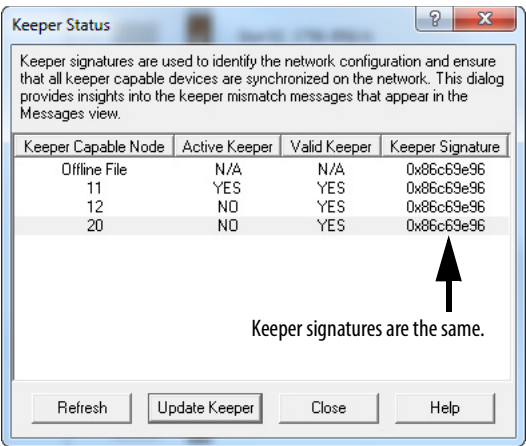 Keeper Status
Keeper signatures are used to identify the network configuration and ensure
that all keeper capable devices are synchronized on the network. This dialog
provides insights into the keeper mismatch messages that appear in the
Messages view.
Keeper Capable Node Active Keeper Valid Keeper Keeper Signature
Offline File N/A N/A 0x86c69e96
11 YES YES 0x86c69e96
12 NO YES 0x86c69e96
20 NO YES 0x86c69e96
Keeper signatures are the same.
Refresh Update Keeper Close Help